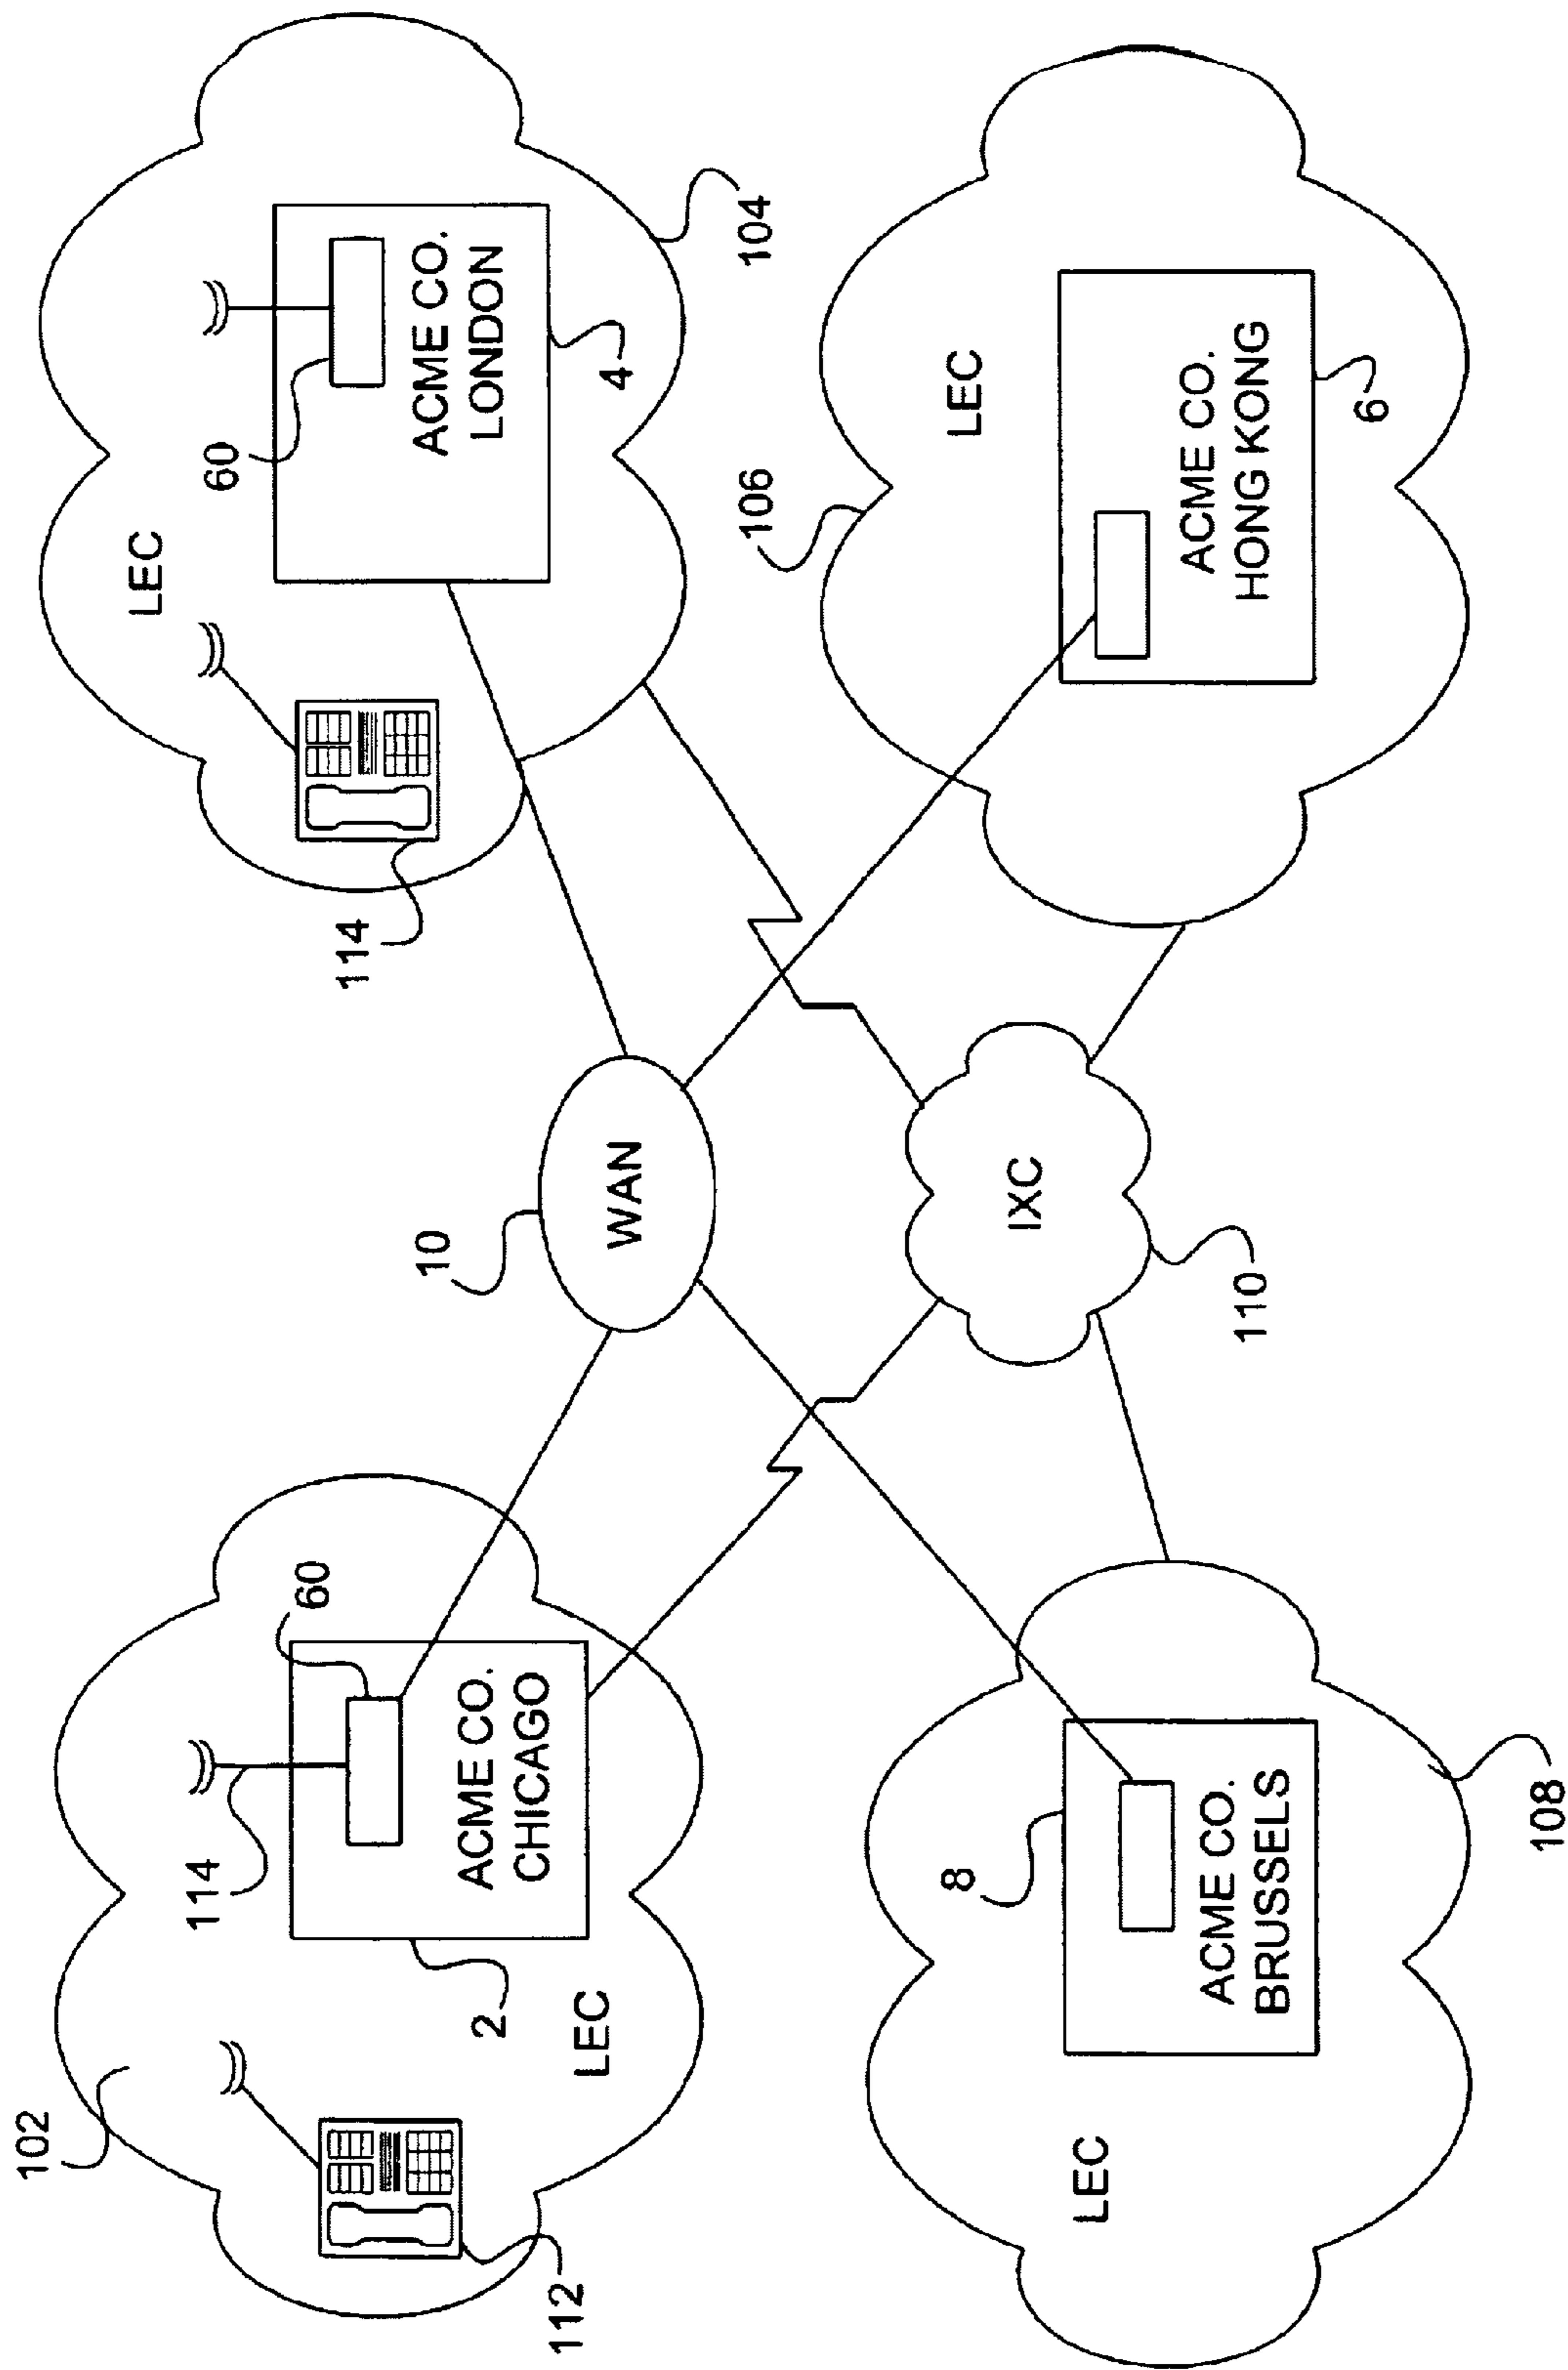 102
114
60
ACME CO.
CHICAGO
2
LEC
112
10
WAN
114
LEC
60
ACME CO.
LONDON
4
104
8
ACME CO.
BRUSSELS
LEC
108
IXC
110
106
LEC
ACME CO.
HONG KONG
6